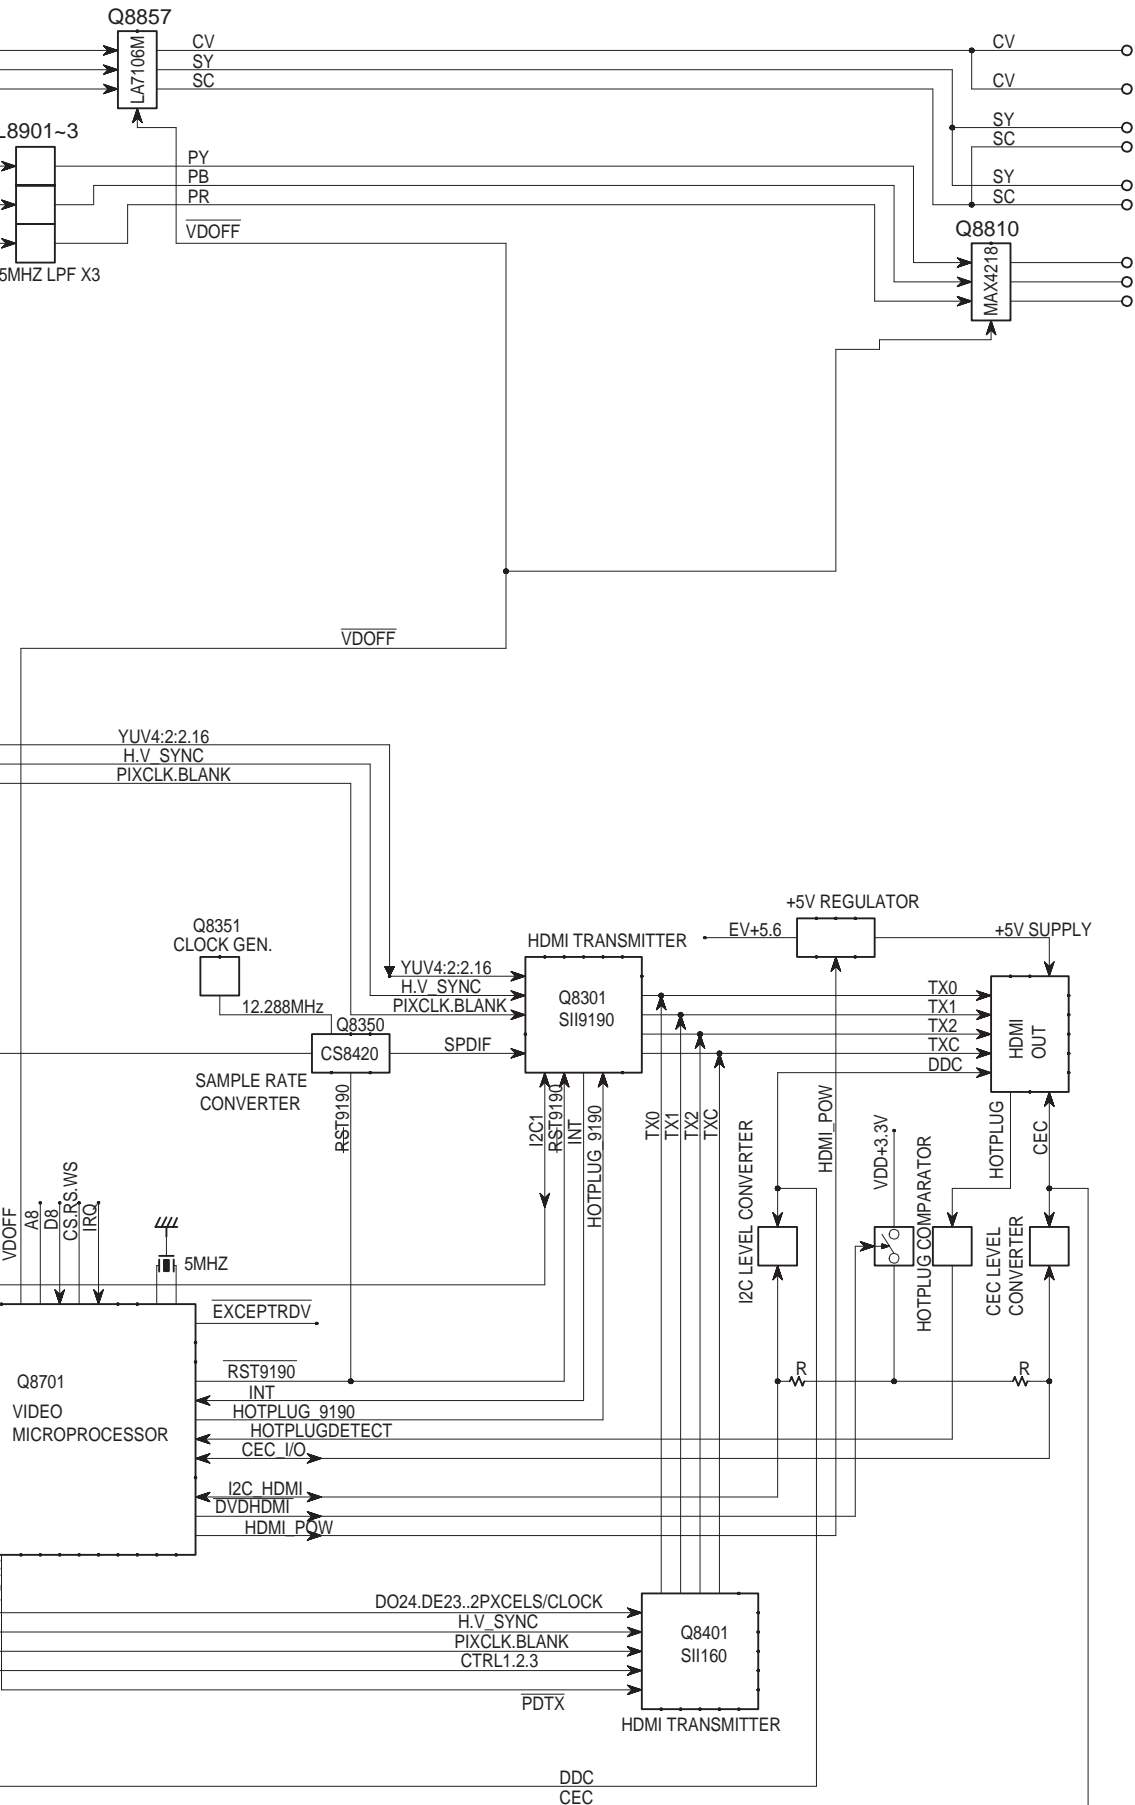 Q8857
LA7106M
CV
SY
SC
CV
CV
SY
SC
SY
SC
L8901~3
PY
PB
PR
VDOFF
5MHZ LPF X3
Q8810
MAX4218
VDOFF
YUV4:2:2.16
H.V_SYNC
PIXCLK.BLANK
Q8351
CLOCK GEN.
12.288MHz
Q8350
CS8420
SAMPLE RATE
CONVERTER
RST9190
HDMI TRANSMITTER
YUV4:2:2.16
H.V_SYNC
PIXCLK.BLANK
SPDIF
Q8301
SII9190
+5V REGULATOR
EV+5.6
+5V SUPPLY
TX0
TX1
TX2
TXC
DDC
HDMI
OUT
I2C1
RST9190
INT
HOTPLUG_9190
TX0
TX1
TX2
TXC
I2C LEVEL CONVERTER
HDMI_POW
VDD+3.3V
HOTPLUG COMPARATOR
HOTPLUG
CEC
CEC LEVEL
CONVERTER
VDOFF
A8
D8
CS.RS.WS
IRQ
5MHZ
EXCEPTRDV
Q8701
VIDEO
MICROPROCESSOR
RST9190
INT
HOTPLUG_9190
HOTPLUGDETECT
CEC_I/O
I2C_HDMI
DVDHDMI
HDMI_POW
R
R
DO24.DE23..2PXCELS/CLOCK
H.V_SYNC
PIXCLK.BLANK
CTRL1.2.3
PDTX
Q8401
SII160
HDMI TRANSMITTER
DDC
CEC